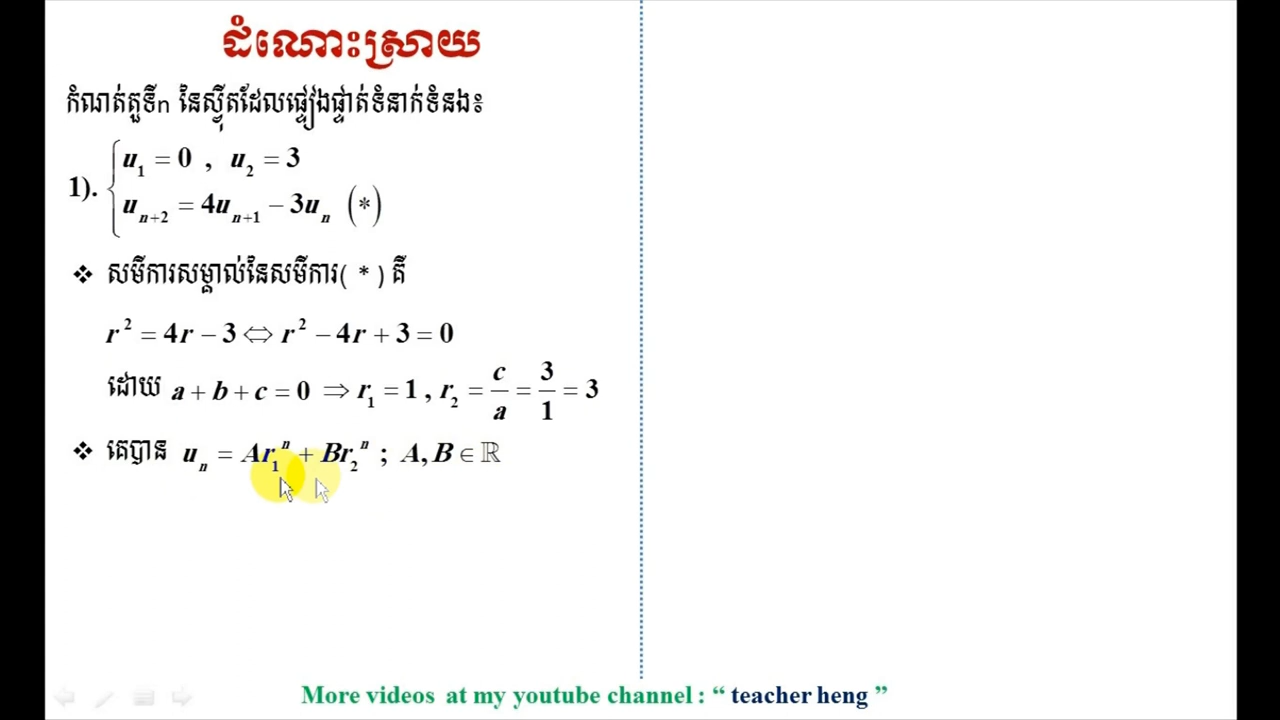 ដំណោះស្រាយ
កំណត់តួទីn នៃស្វ៊ីតដែលផ្ទៀងផ្ទាត់ទំនាក់ទំនង៖
1). u₁ = 0 , u₂ = 3
uₙ₊₂ = 4uₙ₊₁ − 3uₙ (*)
❖ សមីការសម្គាល់នៃសមីការ( * ) គឺ
r² = 4r − 3 ⇔ r² − 4r + 3 = 0
ដោយ a + b + c = 0 ⇒ r₁ = 1 , r₂ = c/a = 3/1 = 3
❖ គេបាន uₙ = Ar₁ⁿ + Br₂ⁿ ; A, B ∈ ℝ
More videos at my youtube channel : “ teacher heng ”